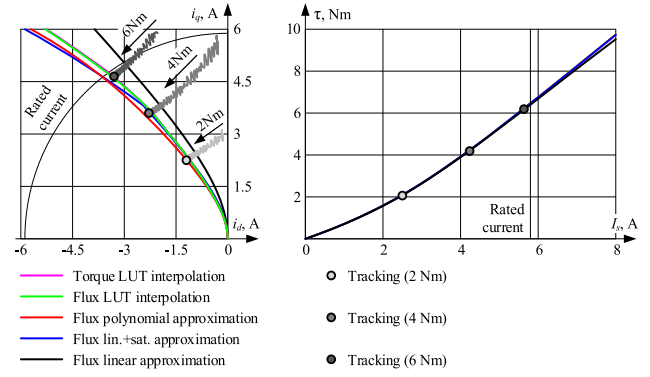 i_q, A
6
4.5
3
1.5
-6
-4.5
-3
-1.5
0
i_d, A
6Nm
4Nm
2Nm
Rated
current
τ, Nm
10
8
6
4
2
0
2
4
6
8
I_s, A
Rated
current
Torque LUT interpolation
Flux LUT interpolation
Flux polynomial approximation
Flux lin.+sat. approximation
Flux linear approximation
Tracking (2 Nm)
Tracking (4 Nm)
Tracking (6 Nm)